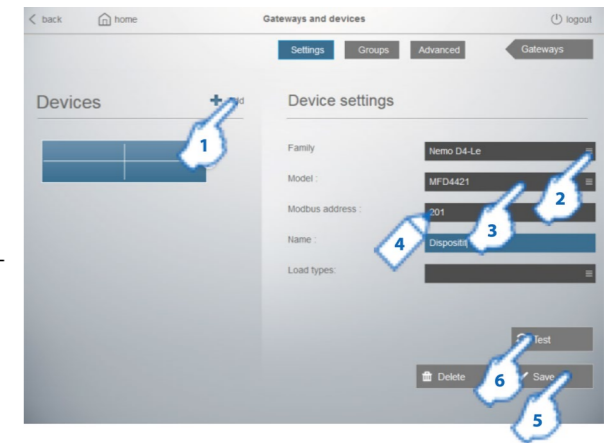 back home Gateways and devices logout
Settings Groups Advanced Gateways
Devices
Device settings
1
Family Nemo D4-Le
Model : MFD4421
2
Modbus address : 201
3
Name :
4
Load types:
Test
Delete 6 Save
5